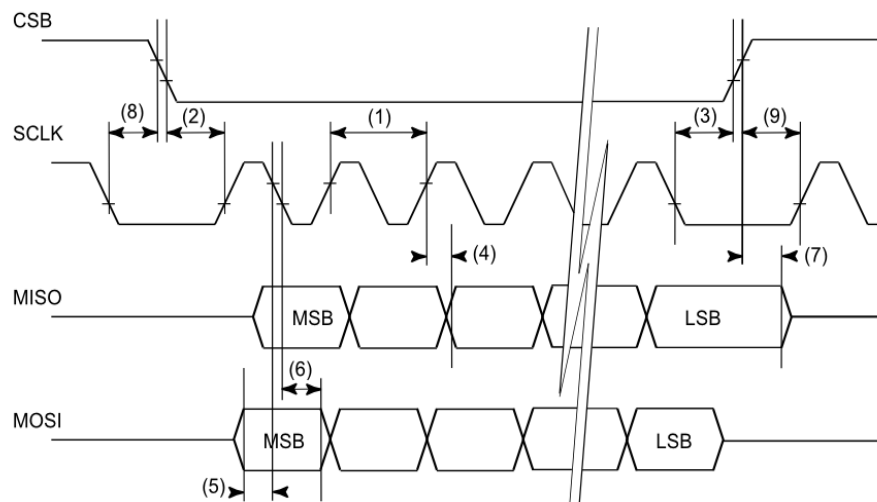 CSB
(8) (2) (1) (3) (9)
SCLK
(4) (7)
MISO
MSB LSB
(6)
MOSI
MSB LSB
(5)